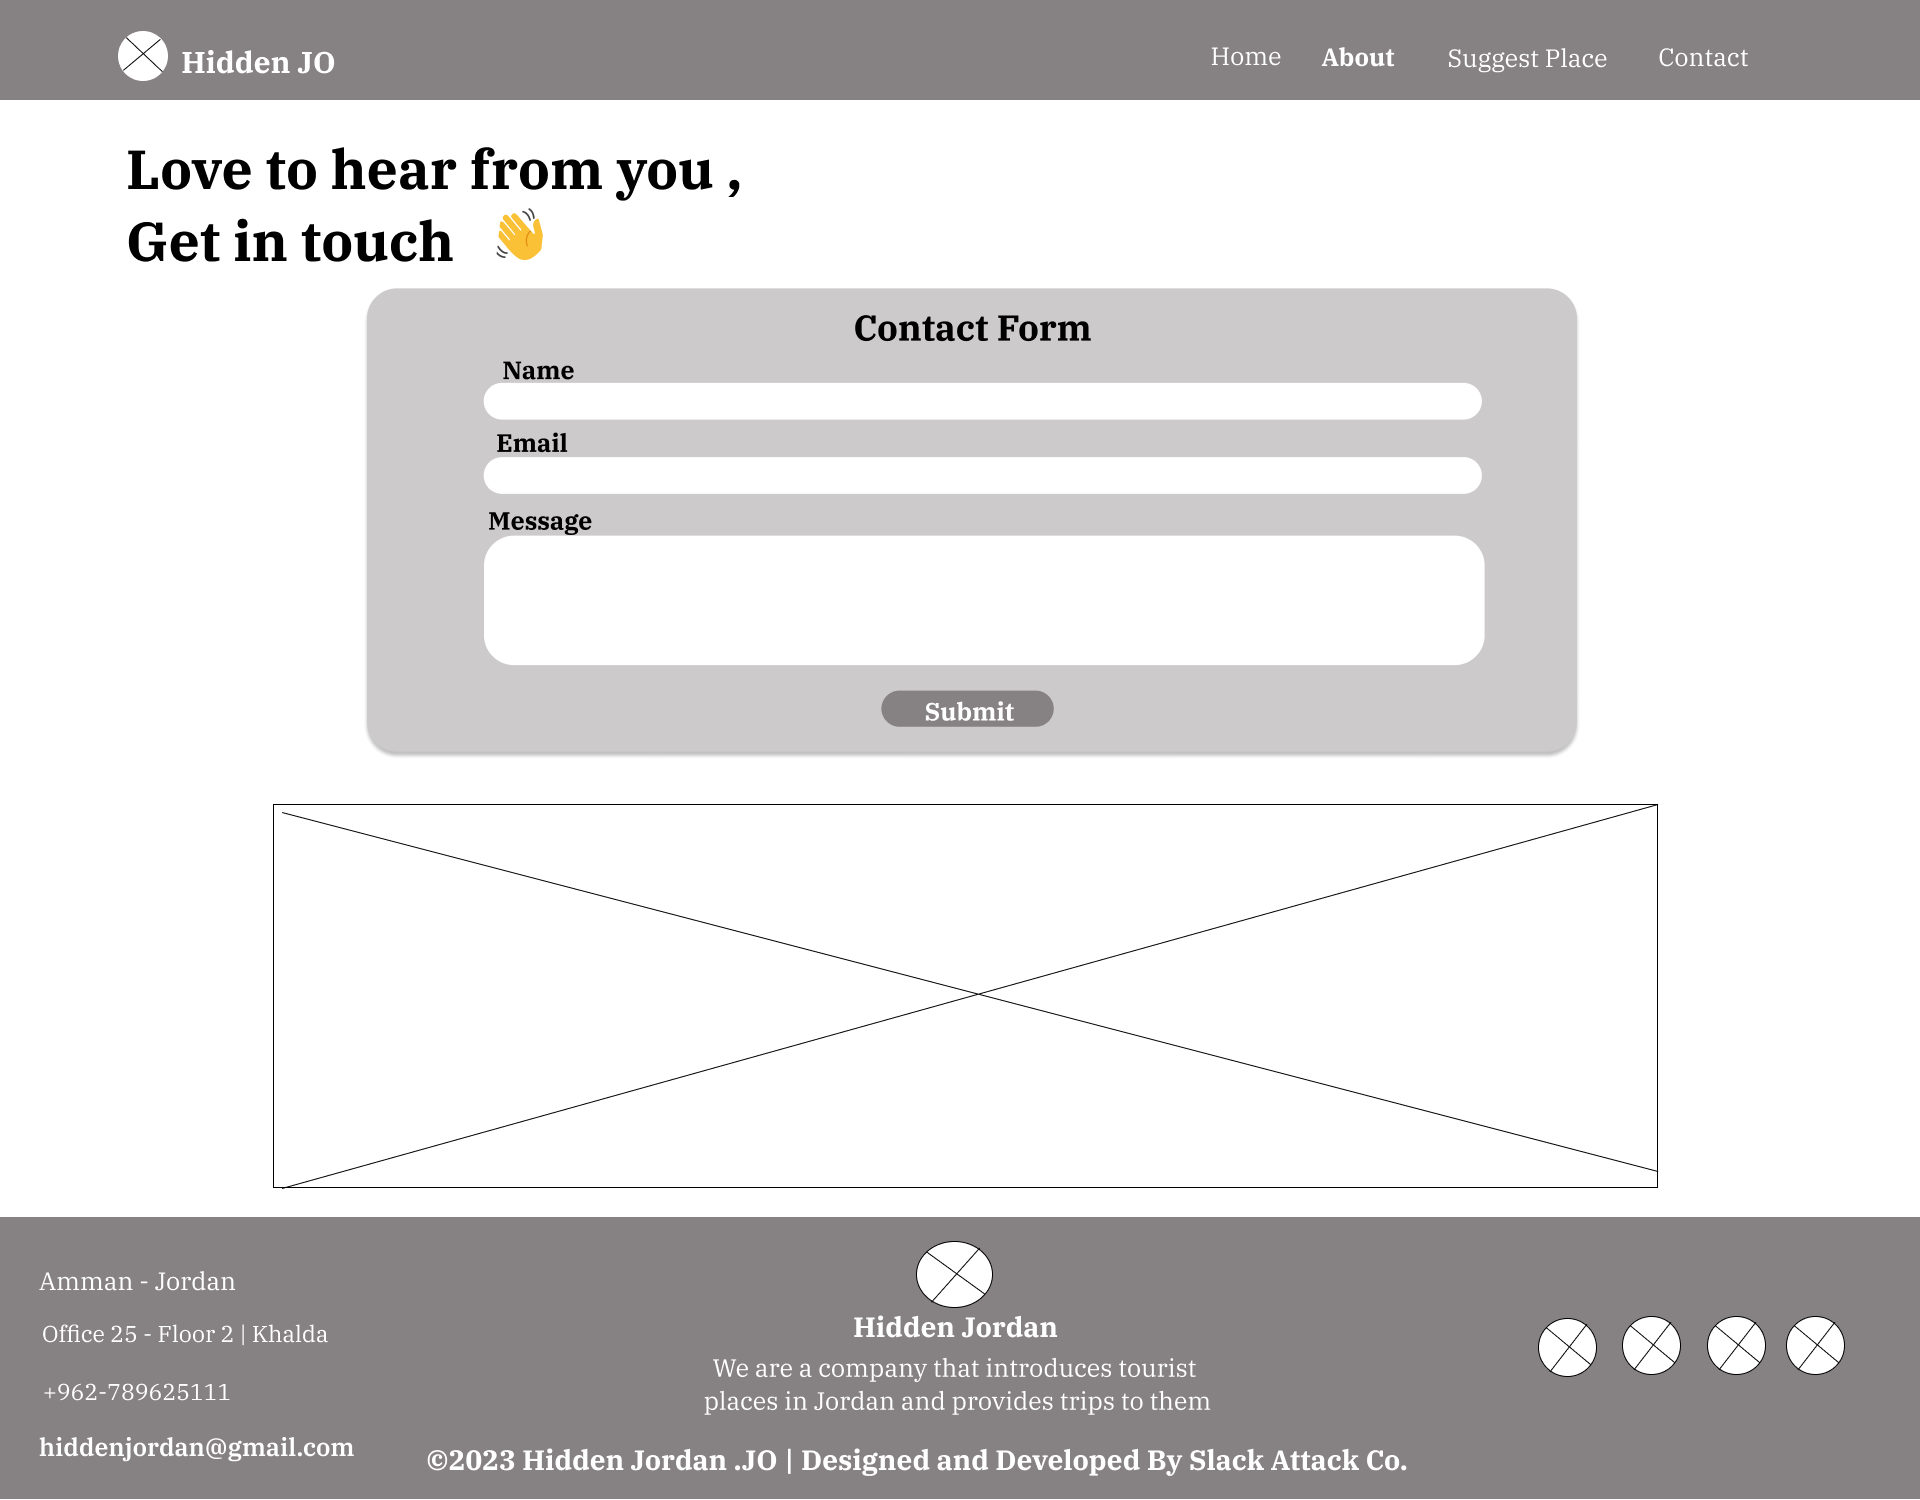 Hidden JO
Home About Suggest Place Contact
Love to hear from you ,
Get in touch 👋
Contact Form
Name
Email
Message
Submit
Amman - Jordan
Office 25 - Floor 2 | Khalda
+962-789625111
hiddenjordan@gmail.com
Hidden Jordan
We are a company that introduces tourist
places in Jordan and provides trips to them
©2023 Hidden Jordan .JO | Designed and Developed By Slack Attack Co.